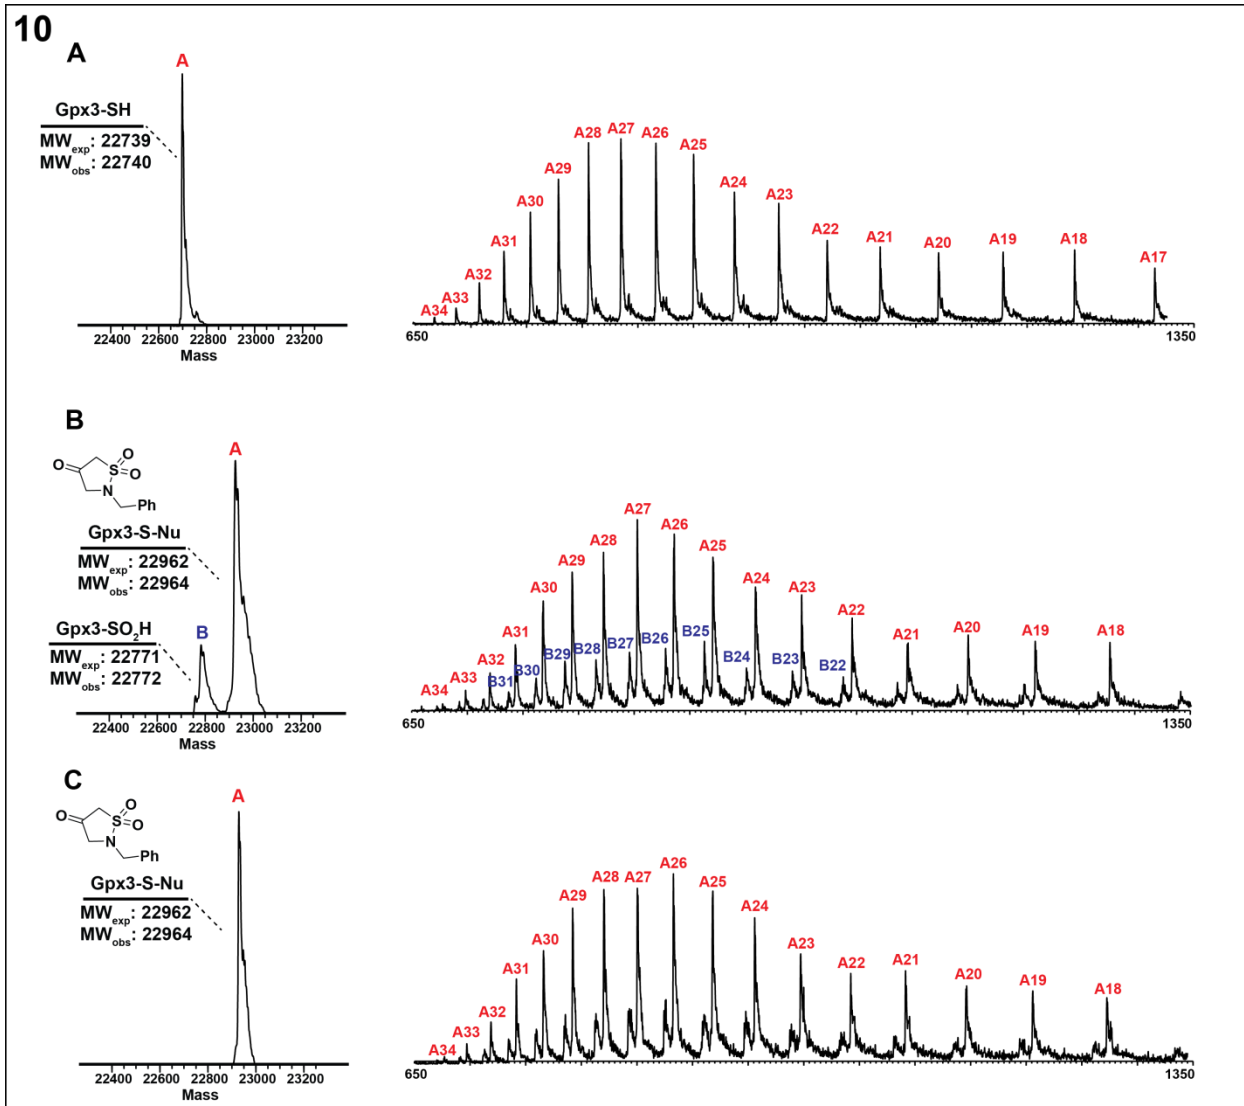 10
A
A
Gpx3-SH
MWexp: 22739
MWobs: 22740
22400 22600 22800 23000 23200
Mass
A34 A33 A32 A31 A30 A29 A28 A27 A26 A25 A24 A23 A22 A21 A20 A19 A18 A17
650 1350
B
O S O O N Ph
A
Gpx3-S-Nu
MWexp: 22962
MWobs: 22964
B
Gpx3-SO2H
MWexp: 22771
MWobs: 22772
22400 22600 22800 23000 23200
Mass
A34 A33 A32 A31 A30 A29 A28 A27 A26 A25 A24 A23 A22 A21 A20 A19 A18
B31 B30 B29 B28 B27 B26 B25 B24 B23 B22
650 1350
C
O S O O N Ph
A
Gpx3-S-Nu
MWexp: 22962
MWobs: 22964
22400 22600 22800 23000 23200
Mass
A34 A33 A32 A31 A30 A29 A28 A27 A26 A25 A24 A23 A22 A21 A20 A19 A18
650 1350